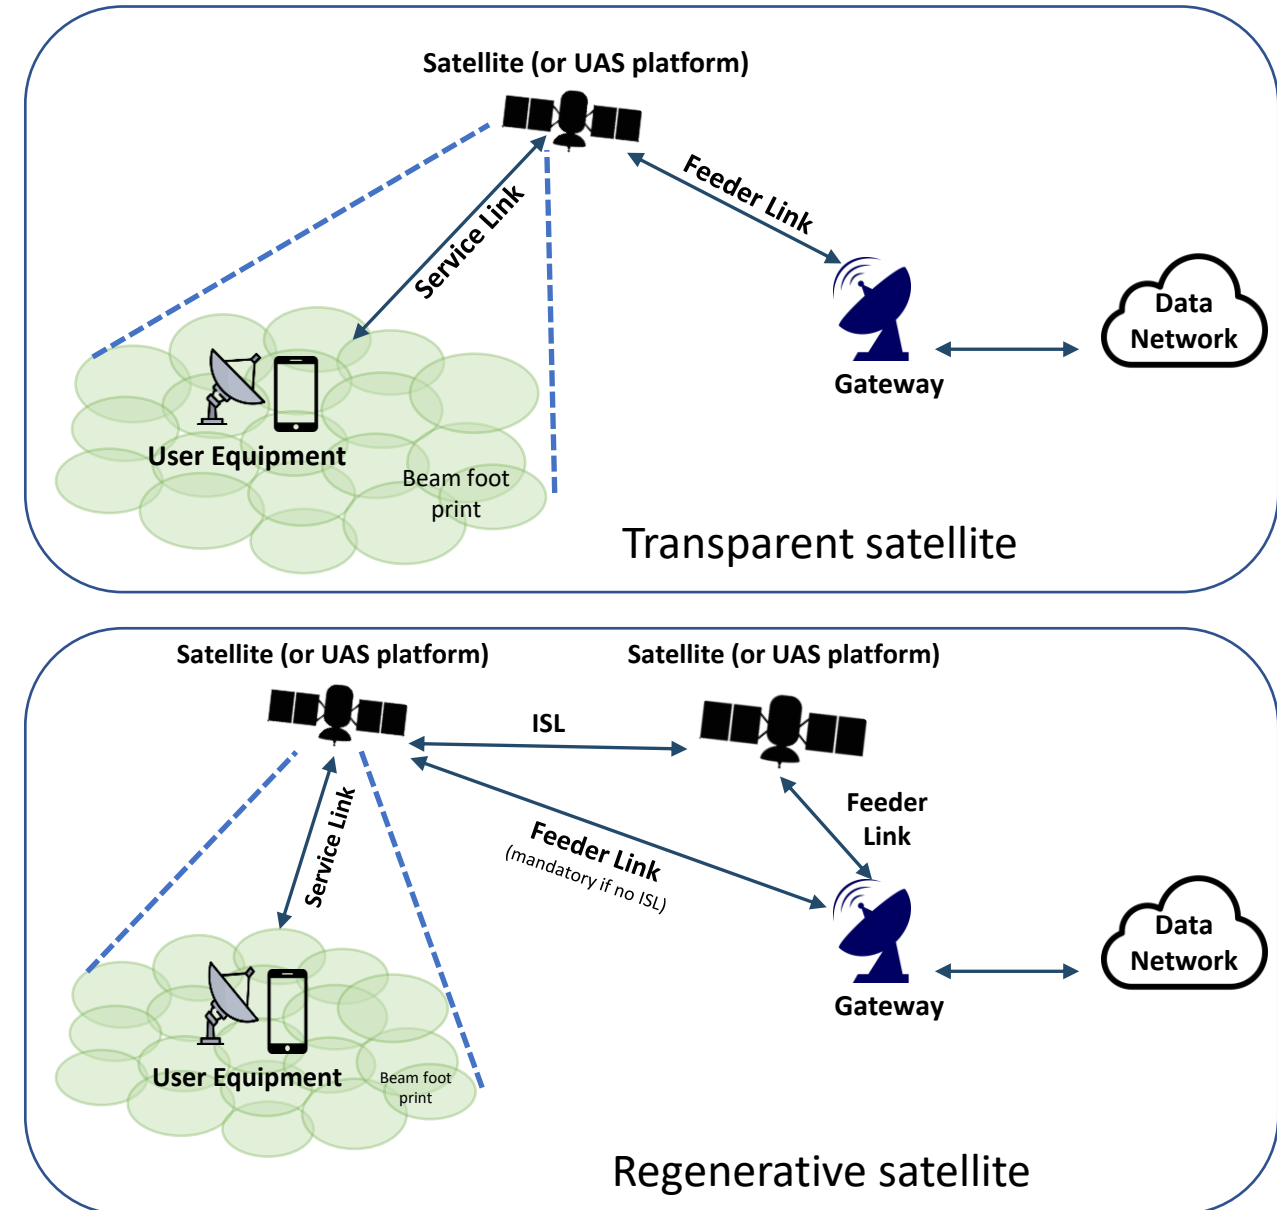 Satellite (or UAS platform)
Feeder Link
Service Link
Data
Network
Gateway
User Equipment
Beam foot
print
Transparent satellite
Satellite (or UAS platform)
Satellite (or UAS platform)
ISL
Service Link
Feeder Link
(mandatory if no ISL)
Feeder
Link
Data
Network
Gateway
User Equipment
Beam foot
print
Regenerative satellite